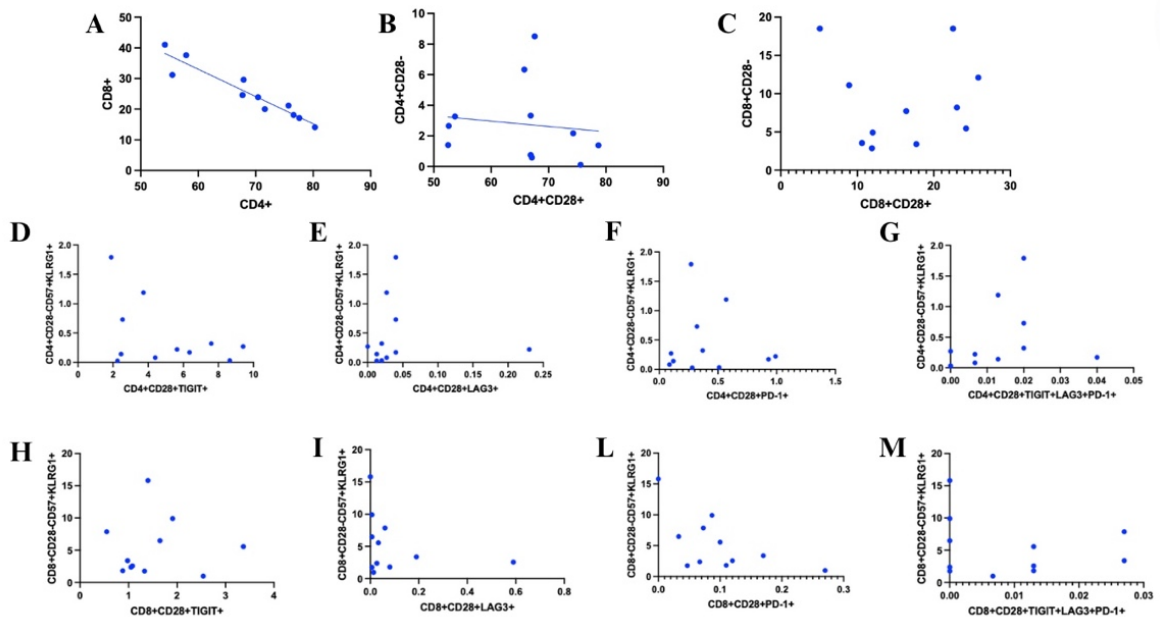 A
50
40
30
20
10
0
CD8+
50 60 70 80 90
CD4+
B
10
8
6
4
2
0
CD4+CD28-
50 60 70 80 90
CD4+CD28+
C
20
15
10
5
0
CD8+CD28-
0 10 20 30
CD8+CD28+
D
2.0
1.5
1.0
0.5
0.0
CD4+CD28-CD57+KLRG1+
0 2 4 6 8 10
CD4+CD28+TIGIT+
E
2.0
1.5
1.0
0.5
0.0
CD4+CD28-CD57+KLRG1+
0.00 0.05 0.10 0.15 0.20 0.25
CD4+CD28+LAG3+
F
2.0
1.5
1.0
0.5
0.0
CD4+CD28-CD57+KLRG1+
0.0 0.5 1.0 1.5
CD4+CD28+PD-1+
G
2.0
1.5
1.0
0.5
0.0
CD4+CD28-CD57+KLRG1+
0.00 0.01 0.02 0.03 0.04 0.05
CD4+CD28+TIGIT+LAG3+PD-1+
H
20
15
10
5
0
CD8+CD28-CD57+KLRG1+
0 1 2 3 4
CD8+CD28+TIGIT+
I
20
15
10
5
0
CD8+CD28-CD57+KLRG1+
0.0 0.2 0.4 0.6 0.8
CD8+CD28+LAG3+
L
20
15
10
5
0
CD8+CD28-CD57+KLRG1+
0.0 0.1 0.2 0.3
CD8+CD28+PD-1+
M
20
15
10
5
0
CD8+CD28-CD57+KLRG1+
0.00 0.01 0.02 0.03
CD8+CD28+TIGIT+LAG3+PD-1+